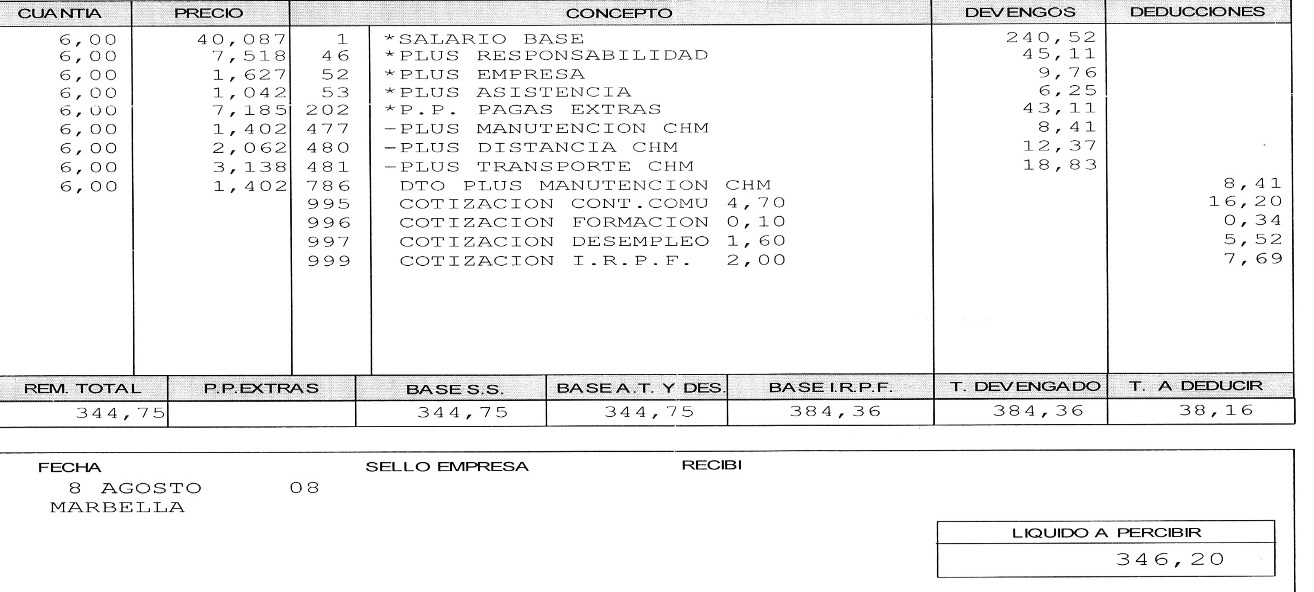 CUANTIA PRECIO CONCEPTO DEVENGOS DEDUCCIONES
6,00 40,087 1 *SALARIO BASE 240,52
6,00 7,518 46 *PLUS RESPONSABILIDAD 45,11
6,00 1,627 52 *PLUS EMPRESA 9,76
6,00 1,042 53 *PLUS ASISTENCIA 6,25
6,00 7,185 202 *P.P. PAGAS EXTRAS 43,11
6,00 1,402 477 -PLUS MANUTENCION CHM 8,41
6,00 2,062 480 -PLUS DISTANCIA CHM 12,37
6,00 3,138 481 -PLUS TRANSPORTE CHM 18,83
6,00 1,402 786 DTO PLUS MANUTENCION CHM 8,41
995 COTIZACION CONT.COMU 4,70 16,20
996 COTIZACION FORMACION 0,10 0,34
997 COTIZACION DESEMPLEO 1,60 5,52
999 COTIZACION I.R.P.F. 2,00 7,69
REM. TOTAL P.P.EXTRAS BASE S.S. BASE A.T. Y DES. BASE I.R.P.F. T. DEVENGADO T. A DEDUCIR
344,75 344,75 344,75 384,36 384,36 38,16
FECHA SELLO EMPRESA RECIBI
8 AGOSTO 08
MARBELLA
LIQUIDO A PERCIBIR
346,20